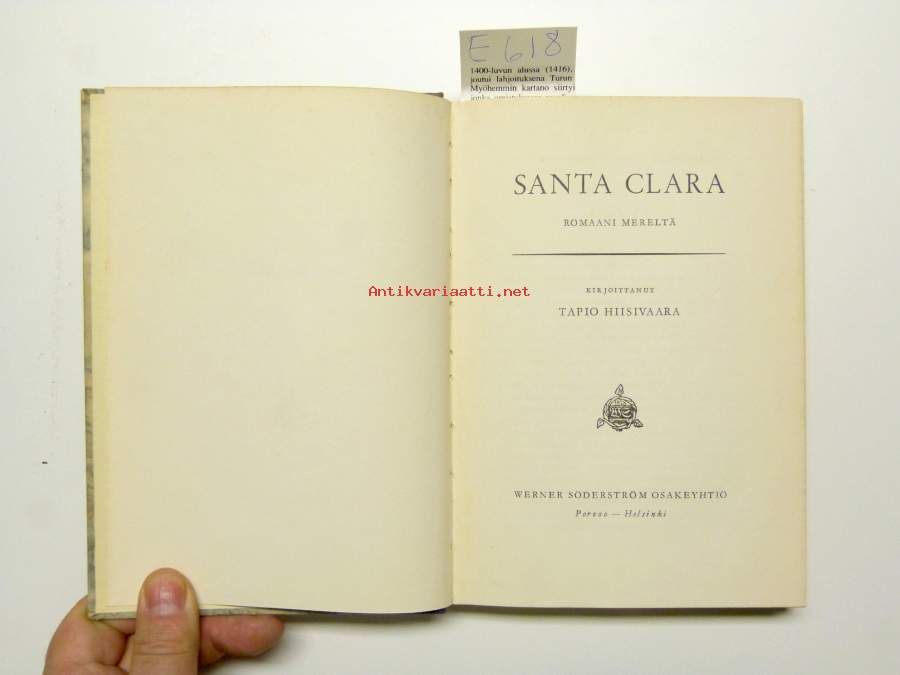 E 618
1400-luvun alussa (1416),
joutui lahjoituksena Turun
Myöhemmin kartano siirtyi
SANTA CLARA
ROMAANI MERELTÄ
Antikvariaatti.net
KIRJOITTANUT
TAPIO HIISIVAARA
WERNER SÖDERSTRÖM OSAKEYHTIÖ
Porvoo — Helsinki